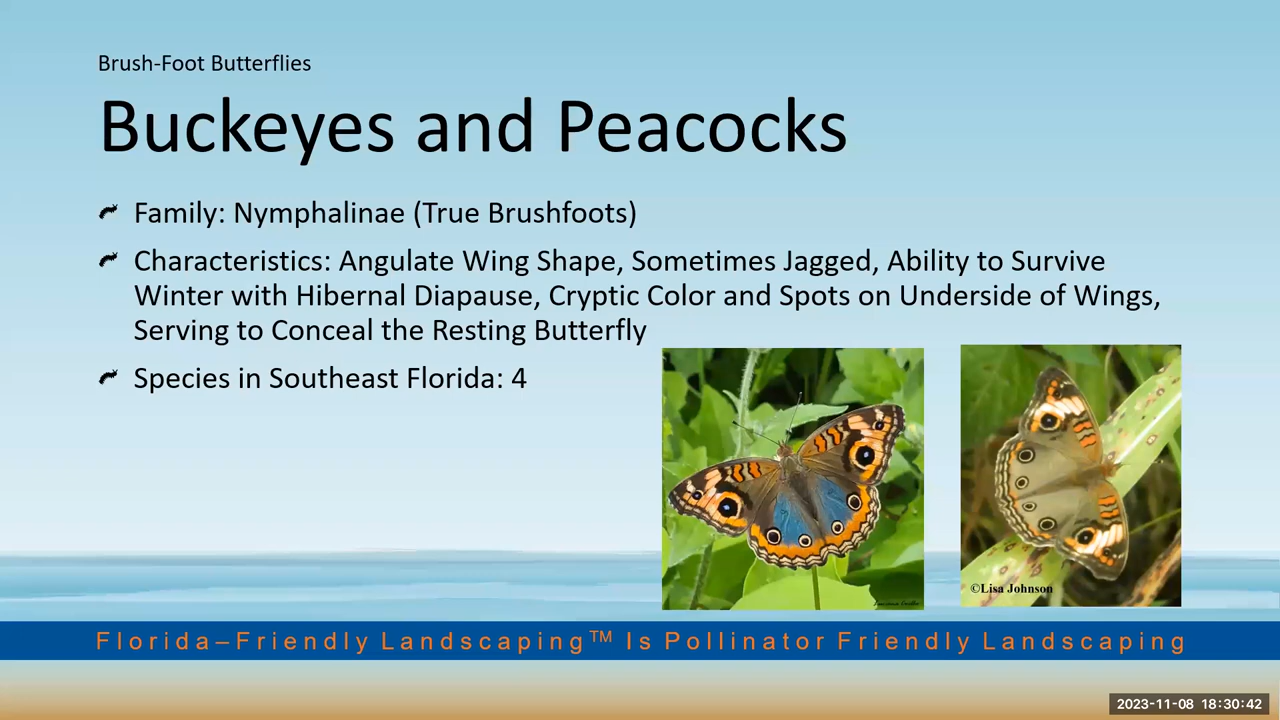 Brush-Foot Butterflies
Buckeyes and Peacocks
Family: Nymphalinae (True Brushfoots)
Characteristics: Angulate Wing Shape, Sometimes Jagged, Ability to Survive
Winter with Hibernal Diapause, Cryptic Color and Spots on Underside of Wings,
Serving to Conceal the Resting Butterfly
Species in Southeast Florida: 4
©Lisa Johnson
Florida–Friendly Landscaping™ Is Pollinator Friendly Landscaping
2023-11-08 18:30:42